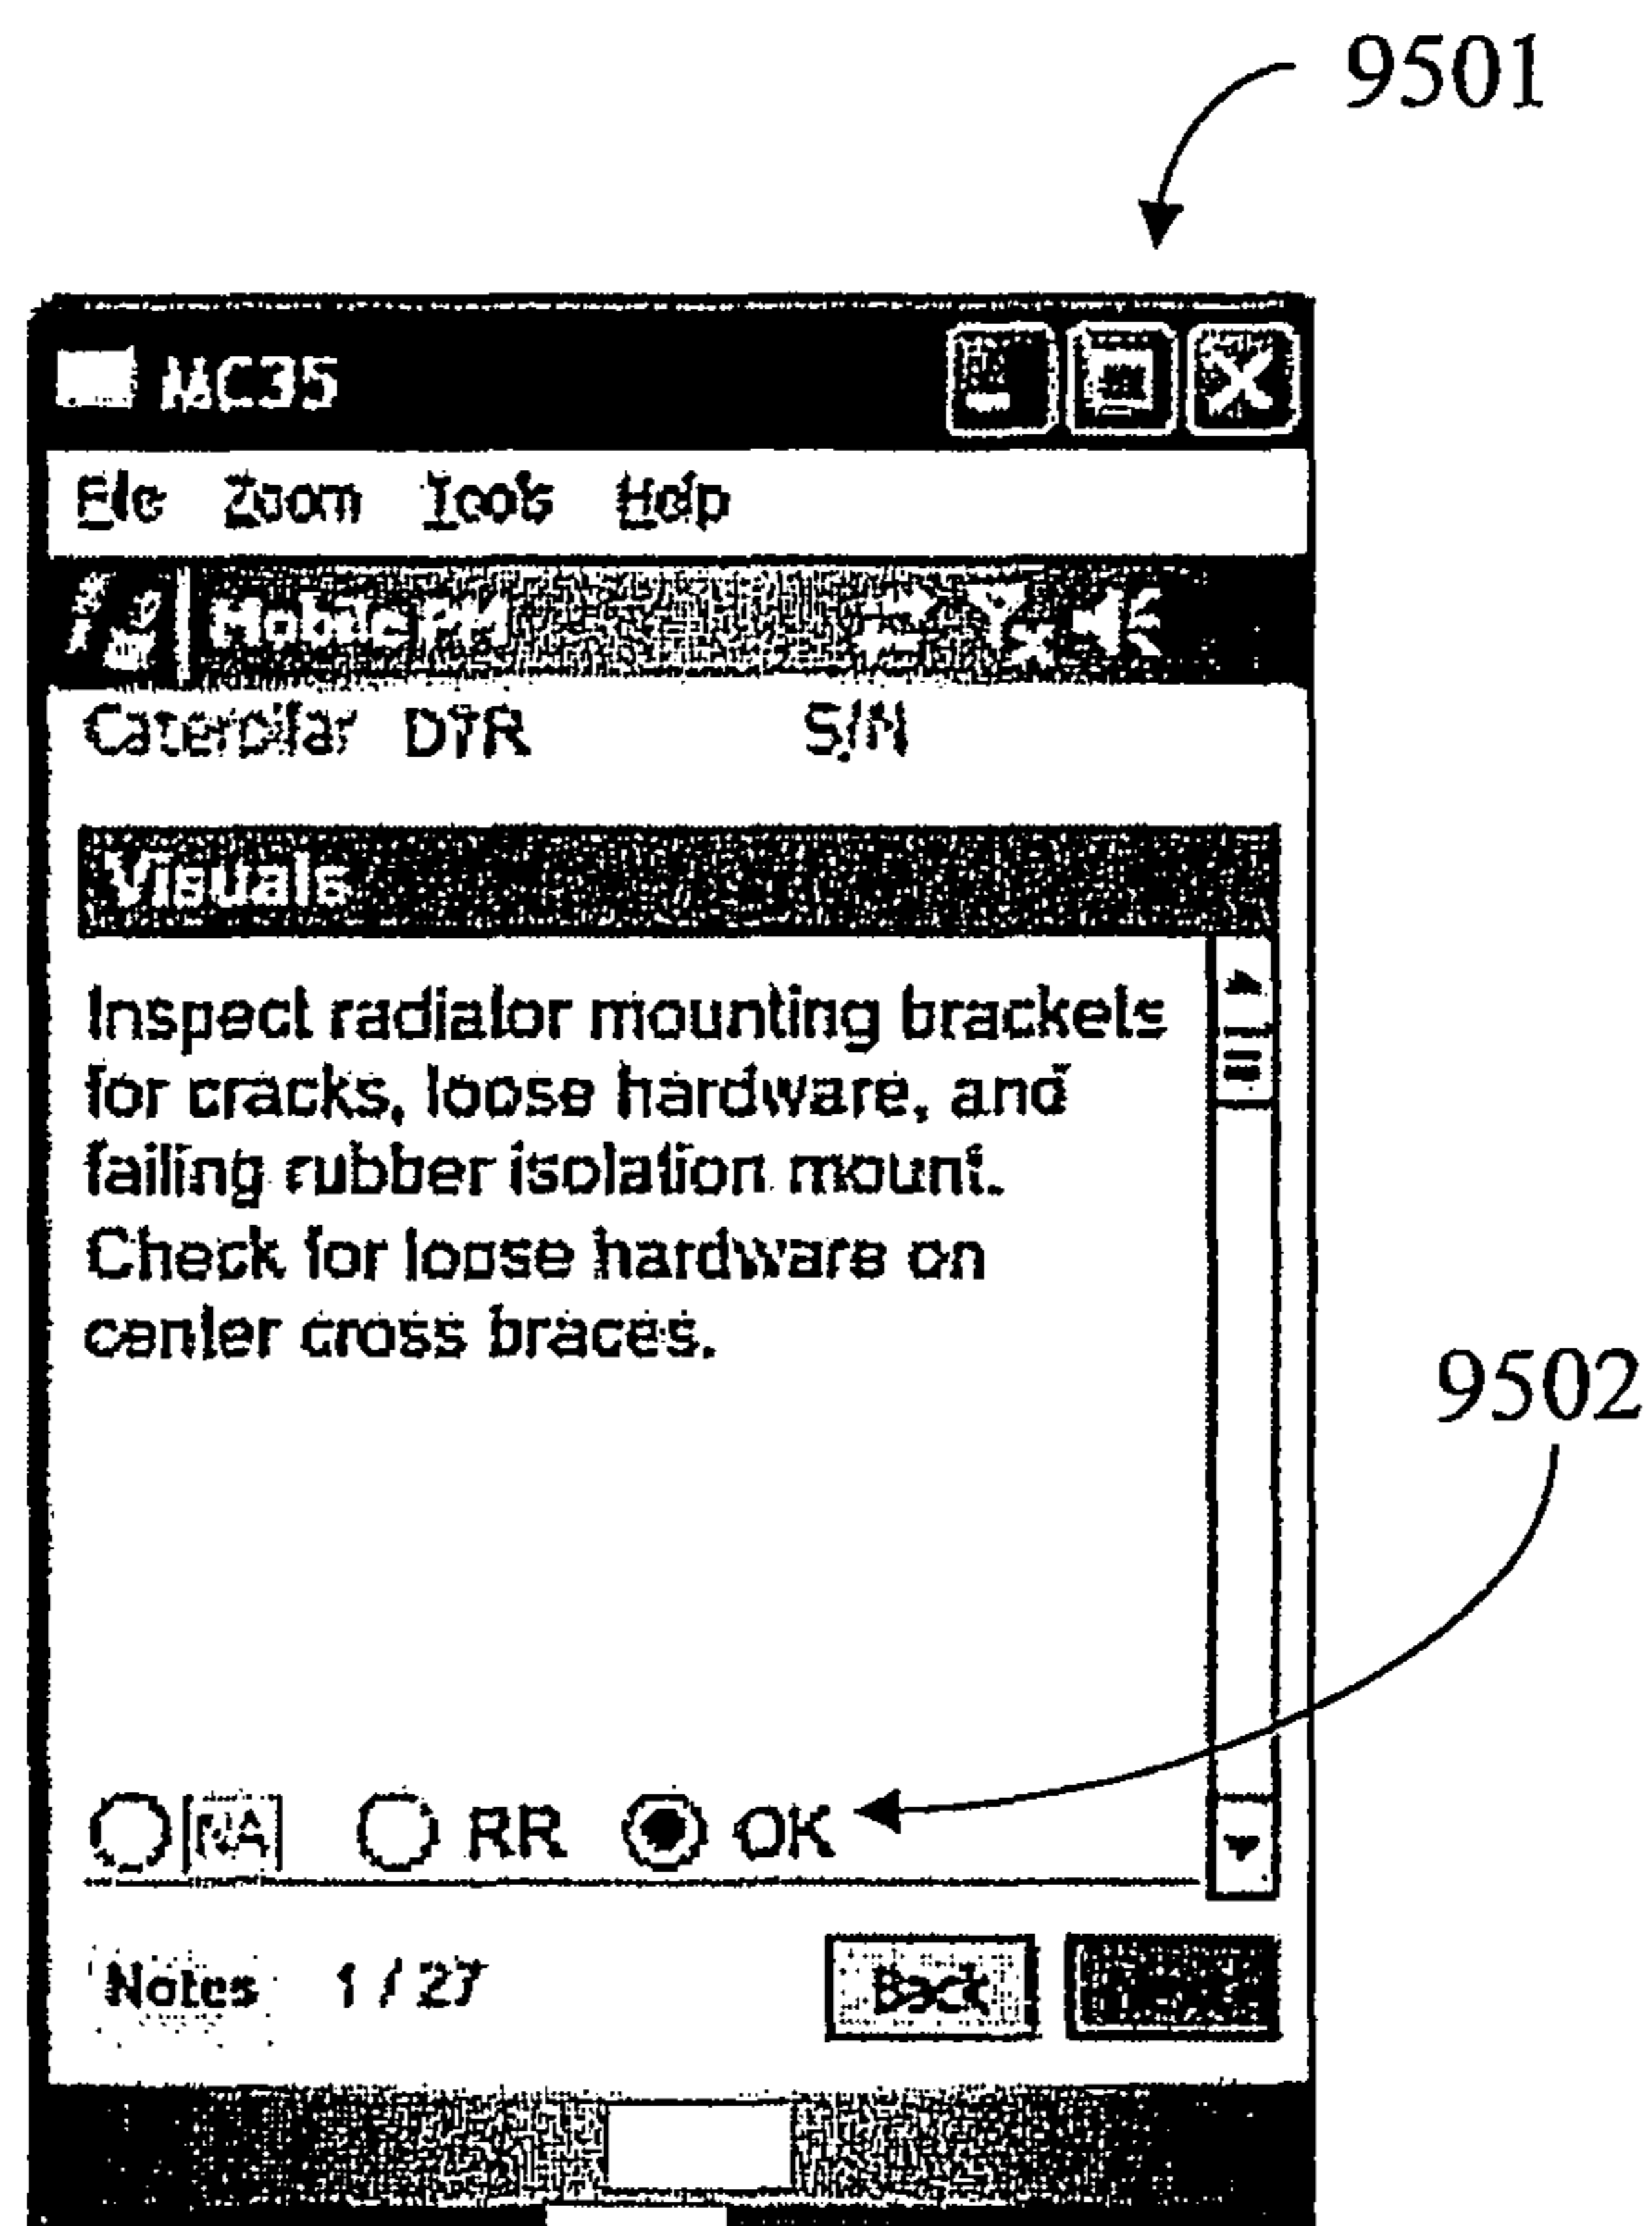 9501
MC35
File Zoom Tools Help
Mobile PM
Caterpillar D7R S/N
Visuals
Inspect radiator mounting brackets
for cracks, loose hardware, and
failing rubber isolation mount.
Check for loose hardware on
center cross braces.
9502
NA RR OK
Notes 1 / 27 Back